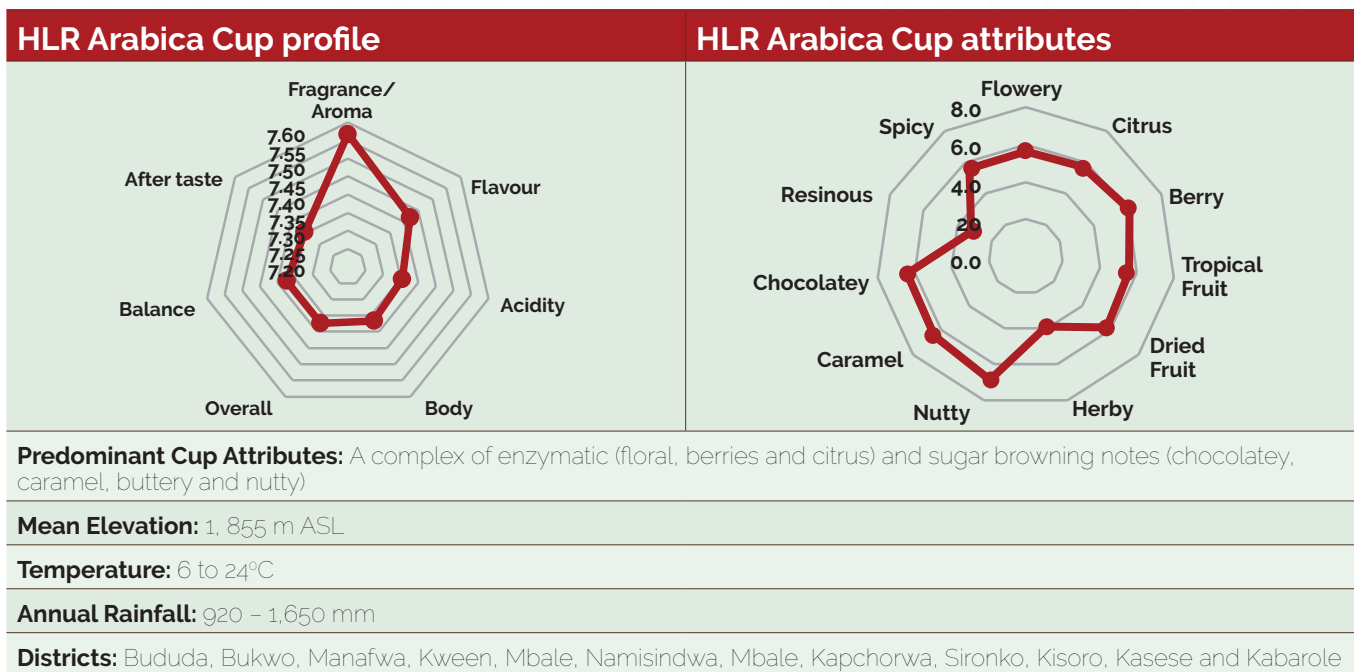 HLR Arabica Cup profile
HLR Arabica Cup attributes
Fragrance/
Aroma
7.60
7.55
7.50
7.45
7.40
7.35
7.30
7.25
7.20
After taste
Flavour
Balance
Acidity
Overall
Body
Flowery
8.0
6.0
4.0
20
0.0
Spicy
Citrus
Resinous
Berry
Chocolatey
Tropical
Fruit
Caramel
Dried
Fruit
Nutty
Herby
Predominant Cup Attributes: A complex of enzymatic (floral, berries and citrus) and sugar browning notes (chocolatey,
caramel, buttery and nutty)
Mean Elevation: 1, 855 m ASL
Temperature: 6 to 24⁰C
Annual Rainfall: 920 – 1,650 mm
Districts: Bududa, Bukwo, Manafwa, Kween, Mbale, Namisindwa, Mbale, Kapchorwa, Sironko, Kisoro, Kasese and Kabarole